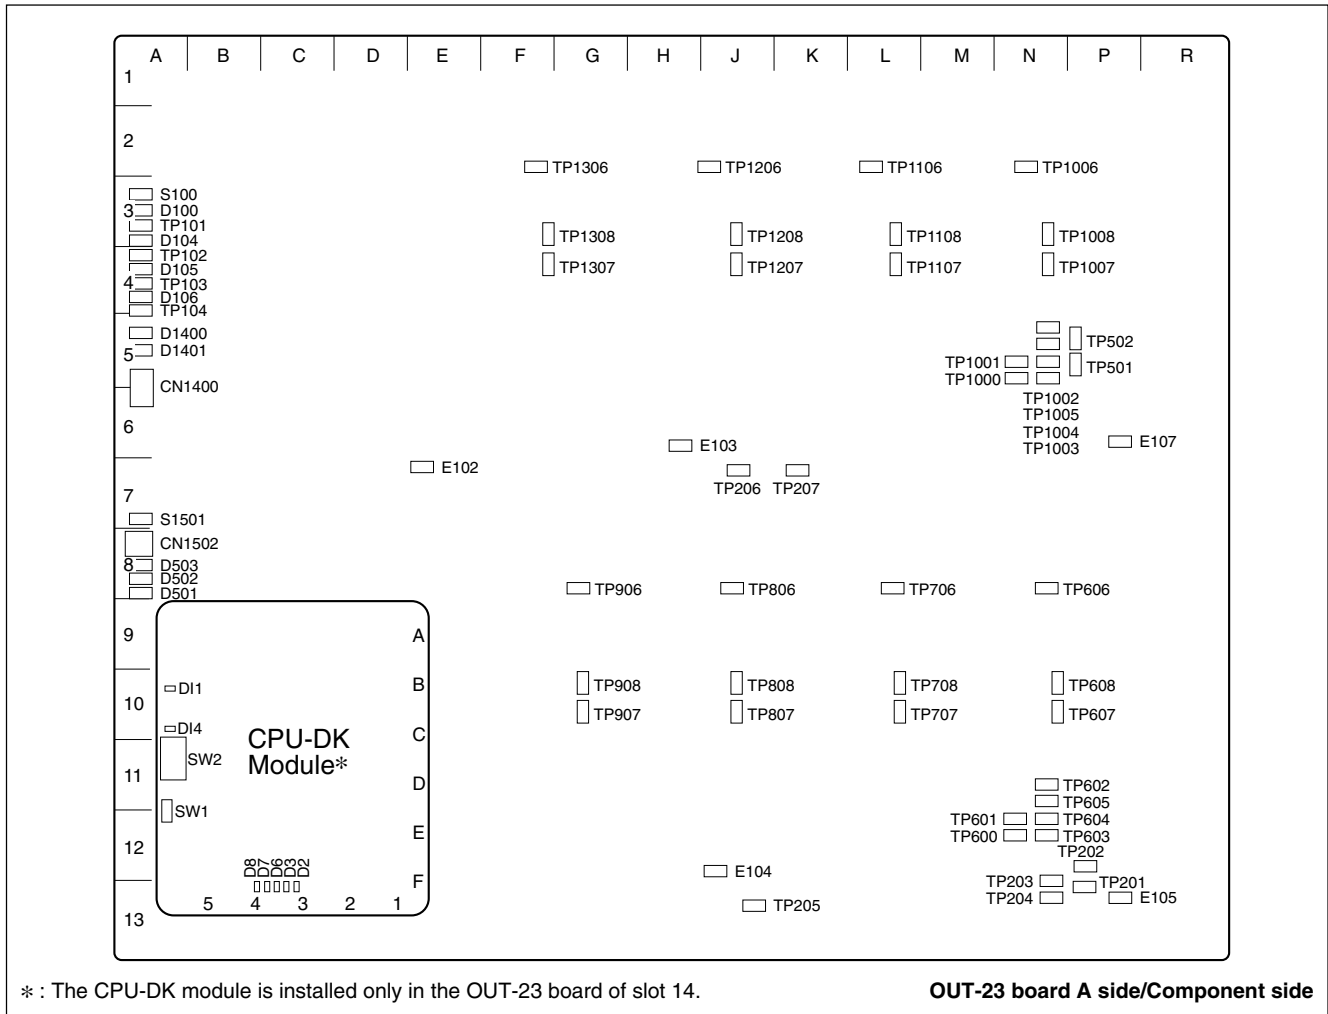 A B C D E F G H J K L M N P R
1
2
TP1306 TP1206 TP1106 TP1006
S100
3 D100
TP101
D104
TP1308 TP1208 TP1108 TP1008
TP102
D105
TP1307 TP1207 TP1107 TP1007
4 TP103
D106
TP104
D1400
TP502
5 D1401
TP1001 TP501
TP1000
CN1400
TP1002
TP1005
6
TP1004
TP1003
E103 E107
E102
TP206 TP207
7
S1501
CN1502
8 D503
D502
D501
TP906 TP806 TP706 TP606
9 A
DI1 B
TP908 TP808 TP708 TP608
10
TP907 TP807 TP707 TP607
DI4 C
CPU-DK
Module*
SW2
11 D
TP602
TP605
SW1
TP601 TP604
TP600 TP603
12 E
TP202
D8 D7 D6 D3 D2
F
E104
TP203 TP201
TP204 E105
TP205
5 4 3 2 1
13
* : The CPU-DK module is installed only in the OUT-23 board of slot 14.
OUT-23 board A side/Component side